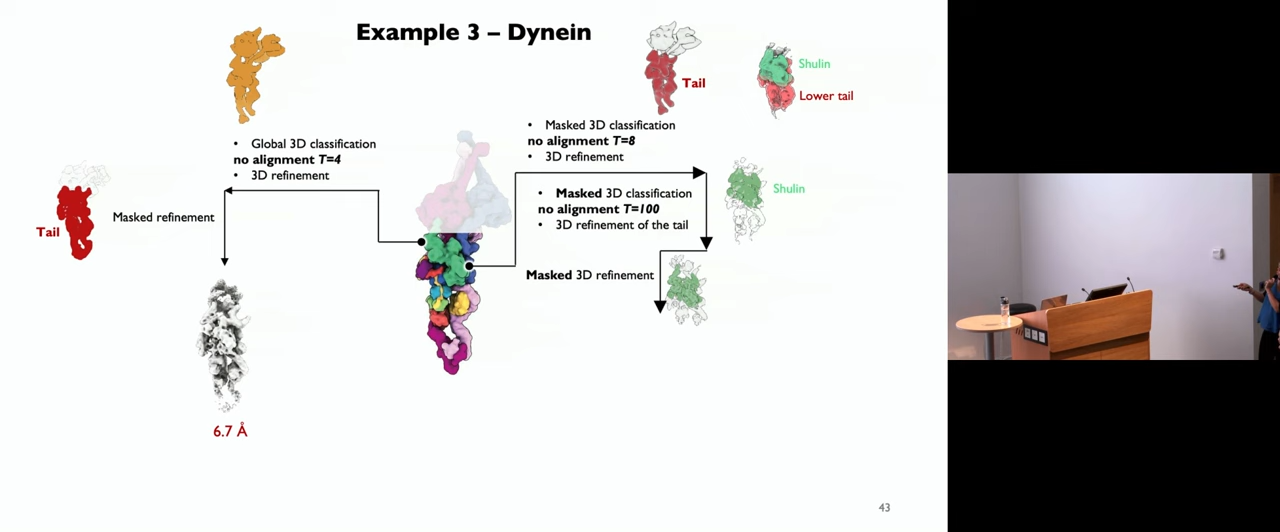 Example 3 – Dynein
Shulin
Tail
Lower tail
• Global 3D classification
no alignment T=4
• 3D refinement
• Masked 3D classification
no alignment T=8
• 3D refinement
Masked refinement
Tail
• Masked 3D classification
no alignment T=100
• 3D refinement of the tail
Shulin
Masked 3D refinement
6.7 Å
43